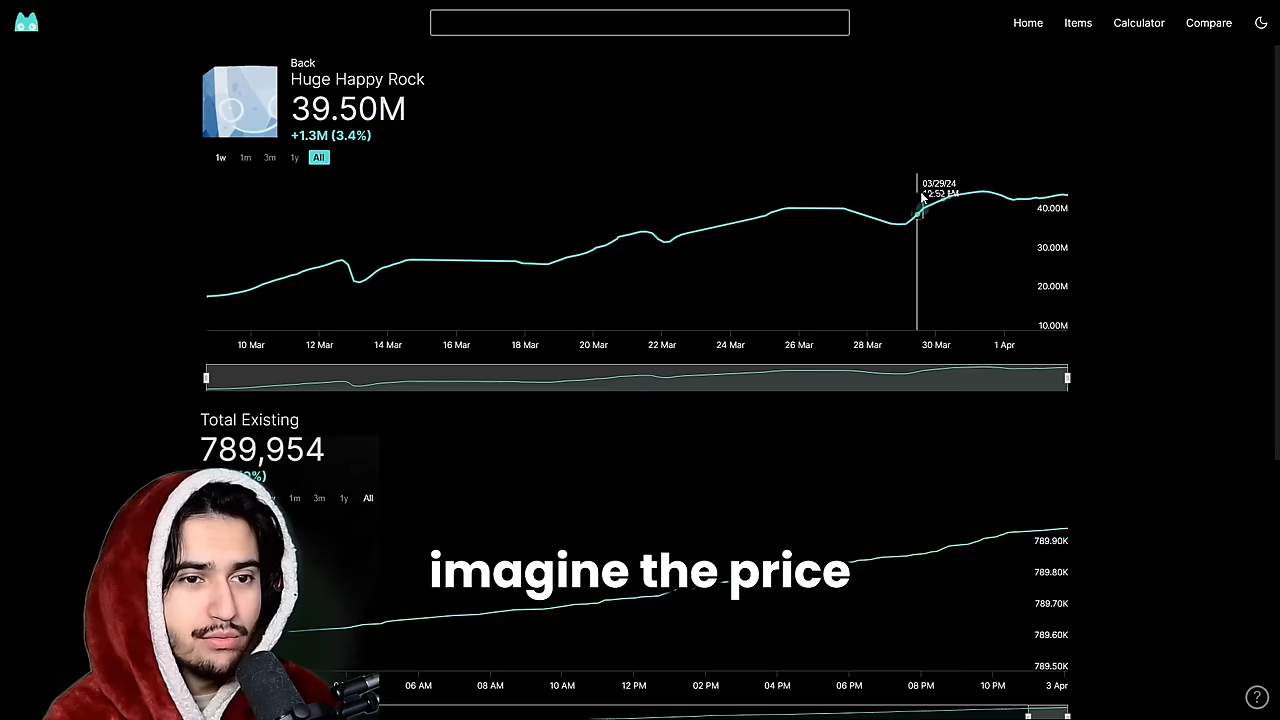 Home Items Calculator Compare
Back
Huge Happy Rock
39.50M
+1.3M (3.4%)
1w 1m 3m 1y All
03/29/24
40.00M
30.00M
20.00M
10.00M
10 Mar 12 Mar 14 Mar 16 Mar 18 Mar 20 Mar 22 Mar 24 Mar 26 Mar 28 Mar 30 Mar 1 Apr
Total Existing
789,954
1m 3m 1y All
imagine the price
789.90K
789.80K
789.70K
789.60K
789.50K
06 AM 08 AM 10 AM 12 PM 02 PM 04 PM 06 PM 08 PM 10 PM 3 Apr
?